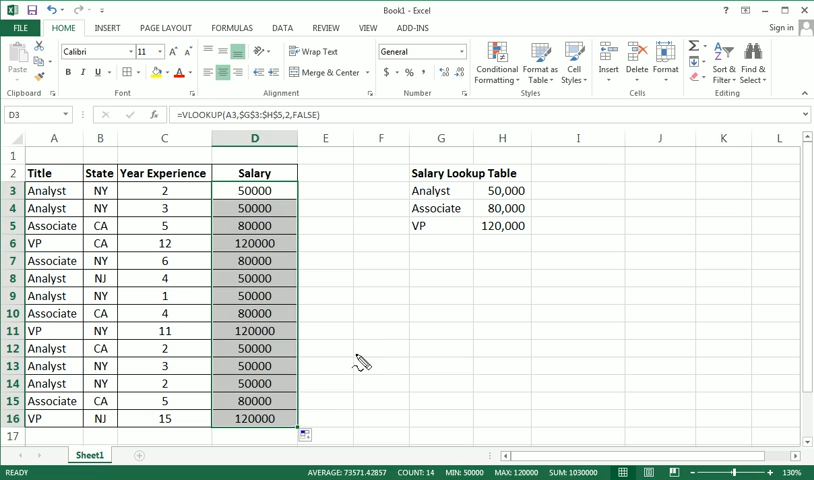 Book1 - Excel
FILE HOME INSERT PAGE LAYOUT FORMULAS DATA REVIEW VIEW ADD-INS Sign in
Paste Calibri 11 Wrap Text General Conditional Formatting Format as Table Cell Styles Insert Delete Format Sort & Filter Find & Select
B I U Merge & Center $ % ,
Clipboard Font Alignment Number Styles Cells Editing
D3 =VLOOKUP(A3,$G$3:$H$5,2,FALSE)
A B C D E F G H I J K L
1
2 Title State Year Experience Salary Salary Lookup Table
3 Analyst NY 2 50000 Analyst 50,000
4 Analyst NY 3 50000 Associate 80,000
5 Associate CA 5 80000 VP 120,000
6 VP CA 12 120000
7 Associate NY 6 80000
8 Analyst NJ 4 50000
9 Analyst NY 1 50000
10 Associate CA 4 80000
11 VP NY 11 120000
12 Analyst CA 2 50000
13 Analyst NY 3 50000
14 Analyst NY 2 50000
15 Associate CA 5 80000
16 VP NJ 15 120000
17
Sheet1
READY AVERAGE: 73571.42857 COUNT: 14 MIN: 50000 MAX: 120000 SUM: 1030000 130%